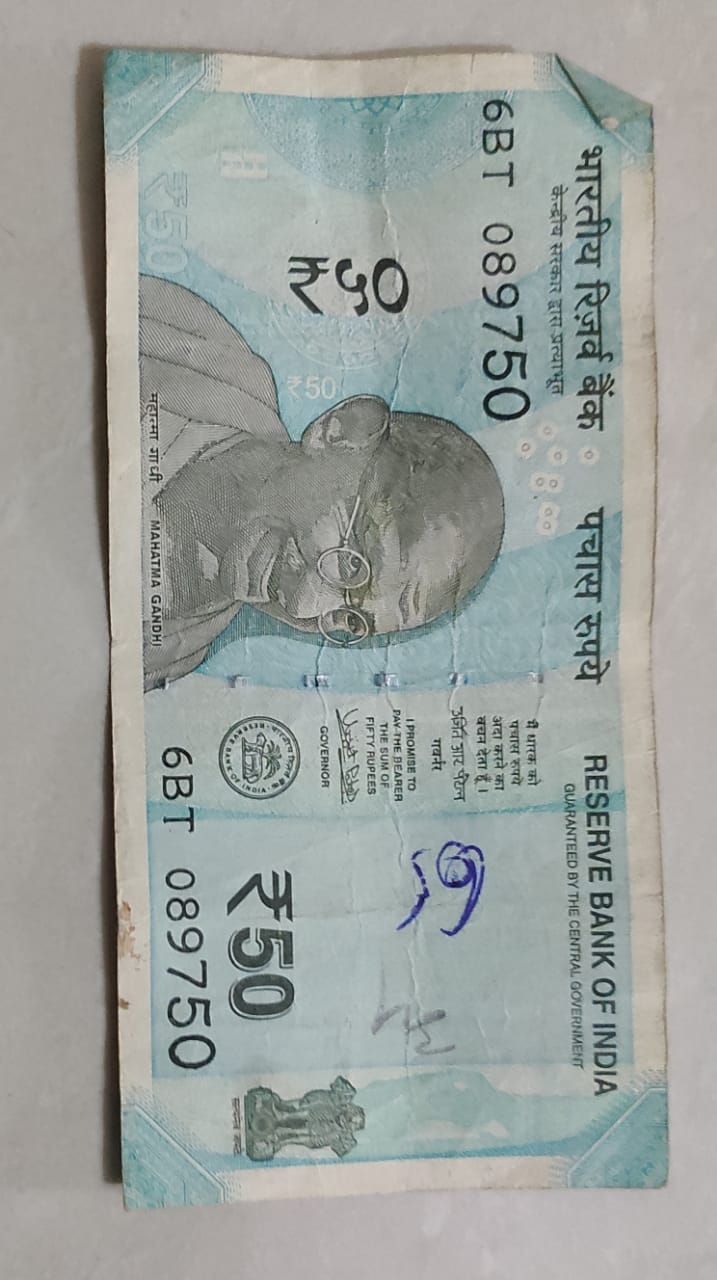 भारतीय रिज़र्व बैंक
केन्द्रीय सरकार द्वारा प्रत्याभूत
पचास रुपये
RESERVE BANK OF INDIA
GUARANTEED BY THE CENTRAL GOVERNMENT
6BT 089750
मैं धारक को
पचास रुपये
अदा करने का
वचन देता हूँ।
उर्जित आर पटेल
गवर्नर
I PROMISE TO
PAY THE BEARER
THE SUM OF
FIFTY RUPEES
GOVERNOR
₹५०
₹50
₹50
RESERVE BANK OF INDIA
भारतीय रिज़र्व बैंक
₹50
सत्यमेव जयते
6BT 089750
महात्मा गांधी
MAHATMA GANDHI